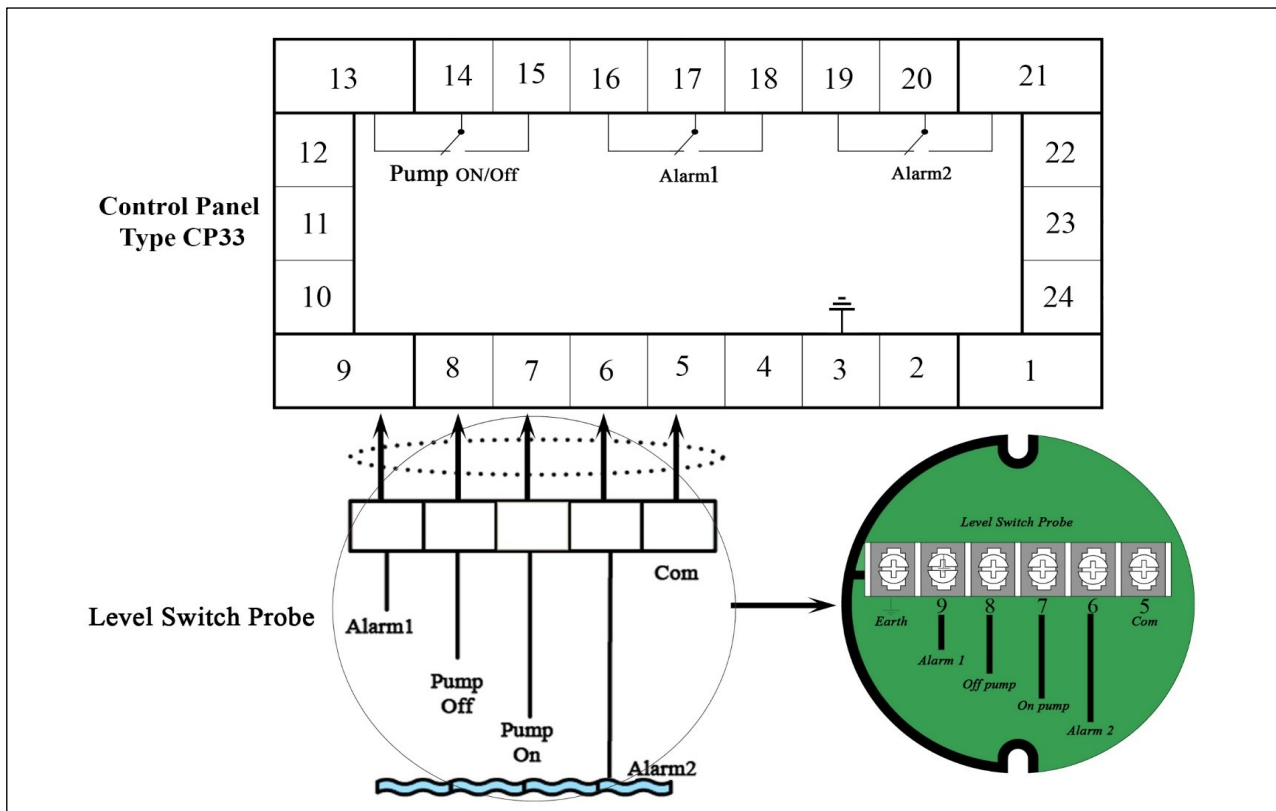 13 14 15 16 17 18 19 20 21
12
Pump ON/Off
Alarm1
Alarm2
22
Control Panel
Type CP33
11
23
10
24
9 8 7 6 5 4 3 2 1
Level Switch Probe
Alarm1
Pump
Off
Pump
On
Alarm2
Com
Level Switch Probe
Earth
9 8 7 6 5
Com
Alarm 1
Off pump
On pump
Alarm 2